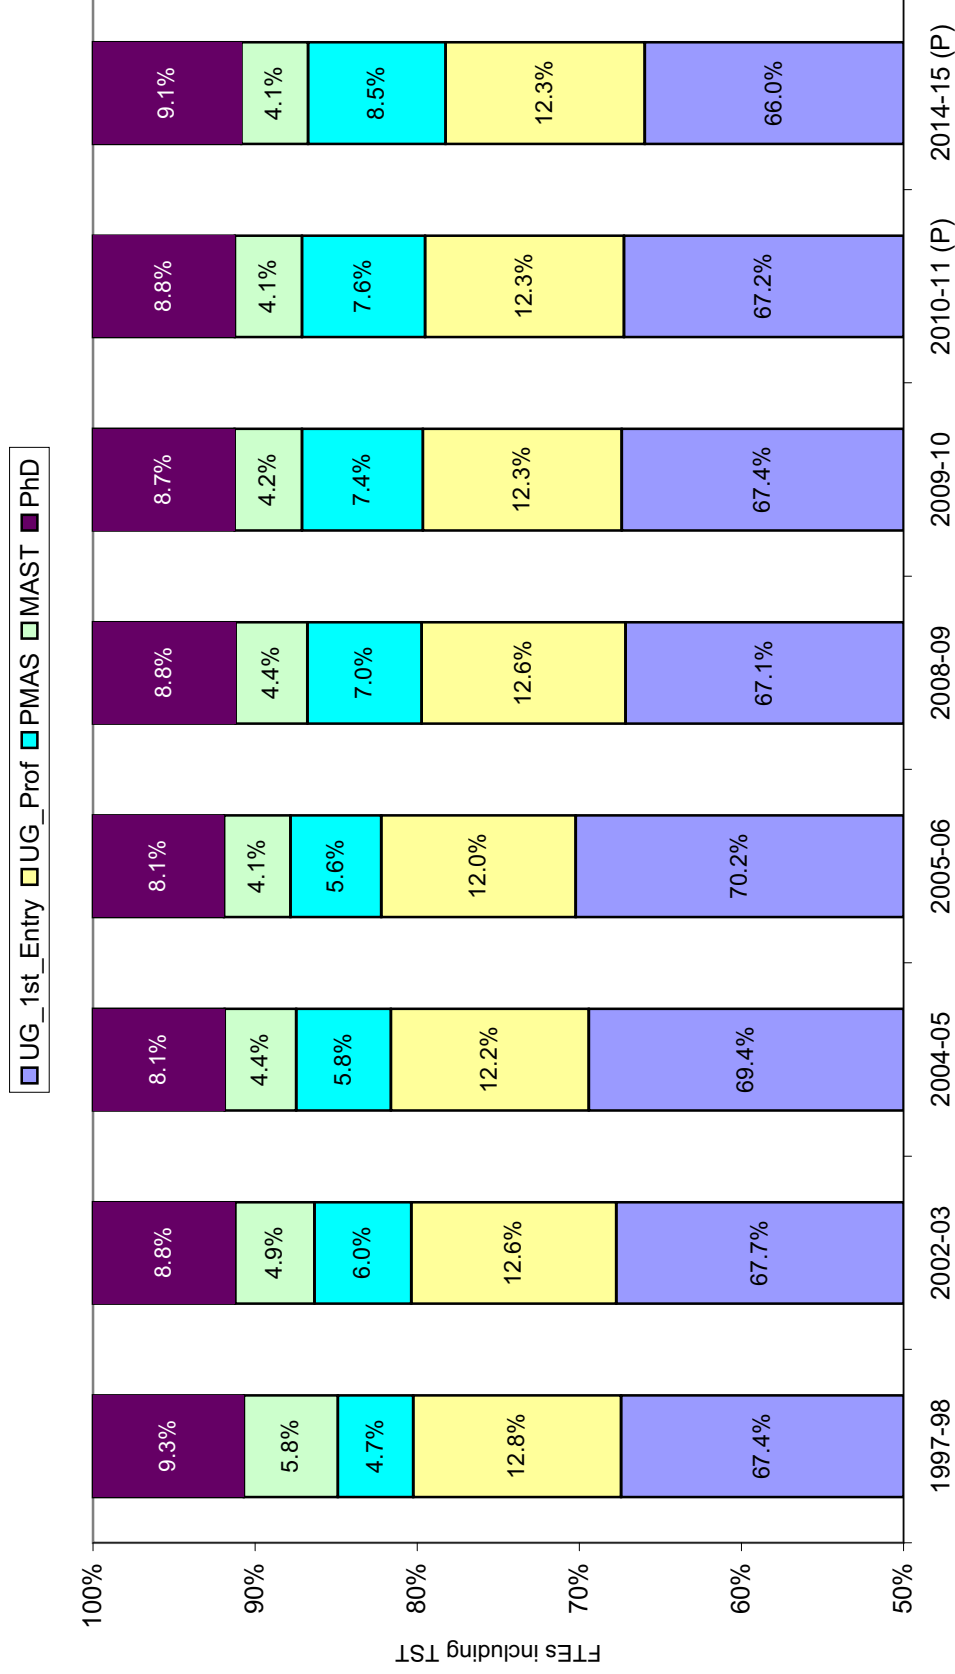 UG_1st_Entry UG_Prof PMAS MAST PhD
100%
90%
80%
70%
60%
50%
FTEs including TST
9.3% 8.8% 8.1% 8.1% 8.8% 8.7% 8.8% 9.1%
5.8% 4.9% 4.4% 4.1% 4.4% 4.2% 4.1% 4.1%
4.7% 6.0% 5.8% 5.6% 7.0% 7.4% 7.6% 8.5%
12.8% 12.6% 12.2% 12.0% 12.6% 12.3% 12.3% 12.3%
67.4% 67.7% 69.4% 70.2% 67.1% 67.4% 67.2% 66.0%
1997-98 2002-03 2004-05 2005-06 2008-09 2009-10 2010-11 (P) 2014-15 (P)